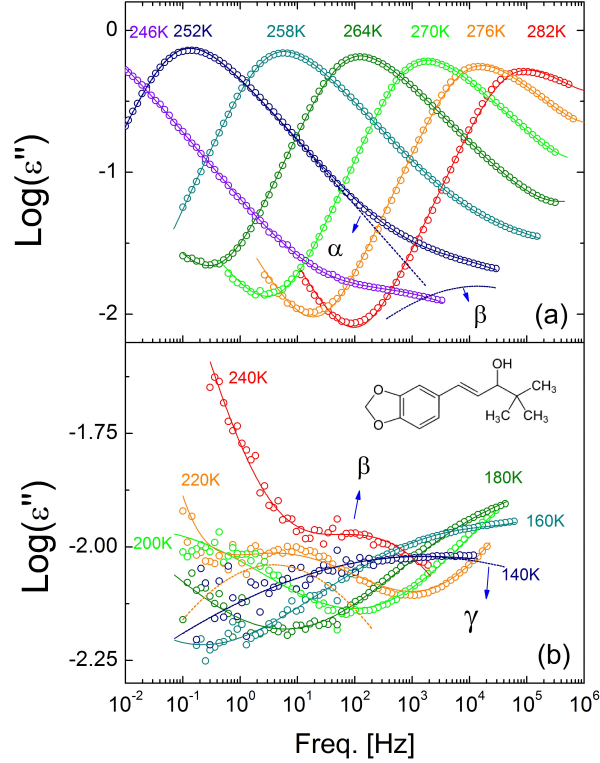 246K 252K 258K 264K 270K 276K 282K
0
-1
-2
Log(ε")
α
β
(a)
240K
OH
O
O
CH3
H3C
CH3
β
220K
180K
160K
200K
140K
γ
-1.75
-2.00
-2.25
Log(ε")
(b)
10-2 10-1 100 101 102 103 104 105 106
Freq. [Hz]